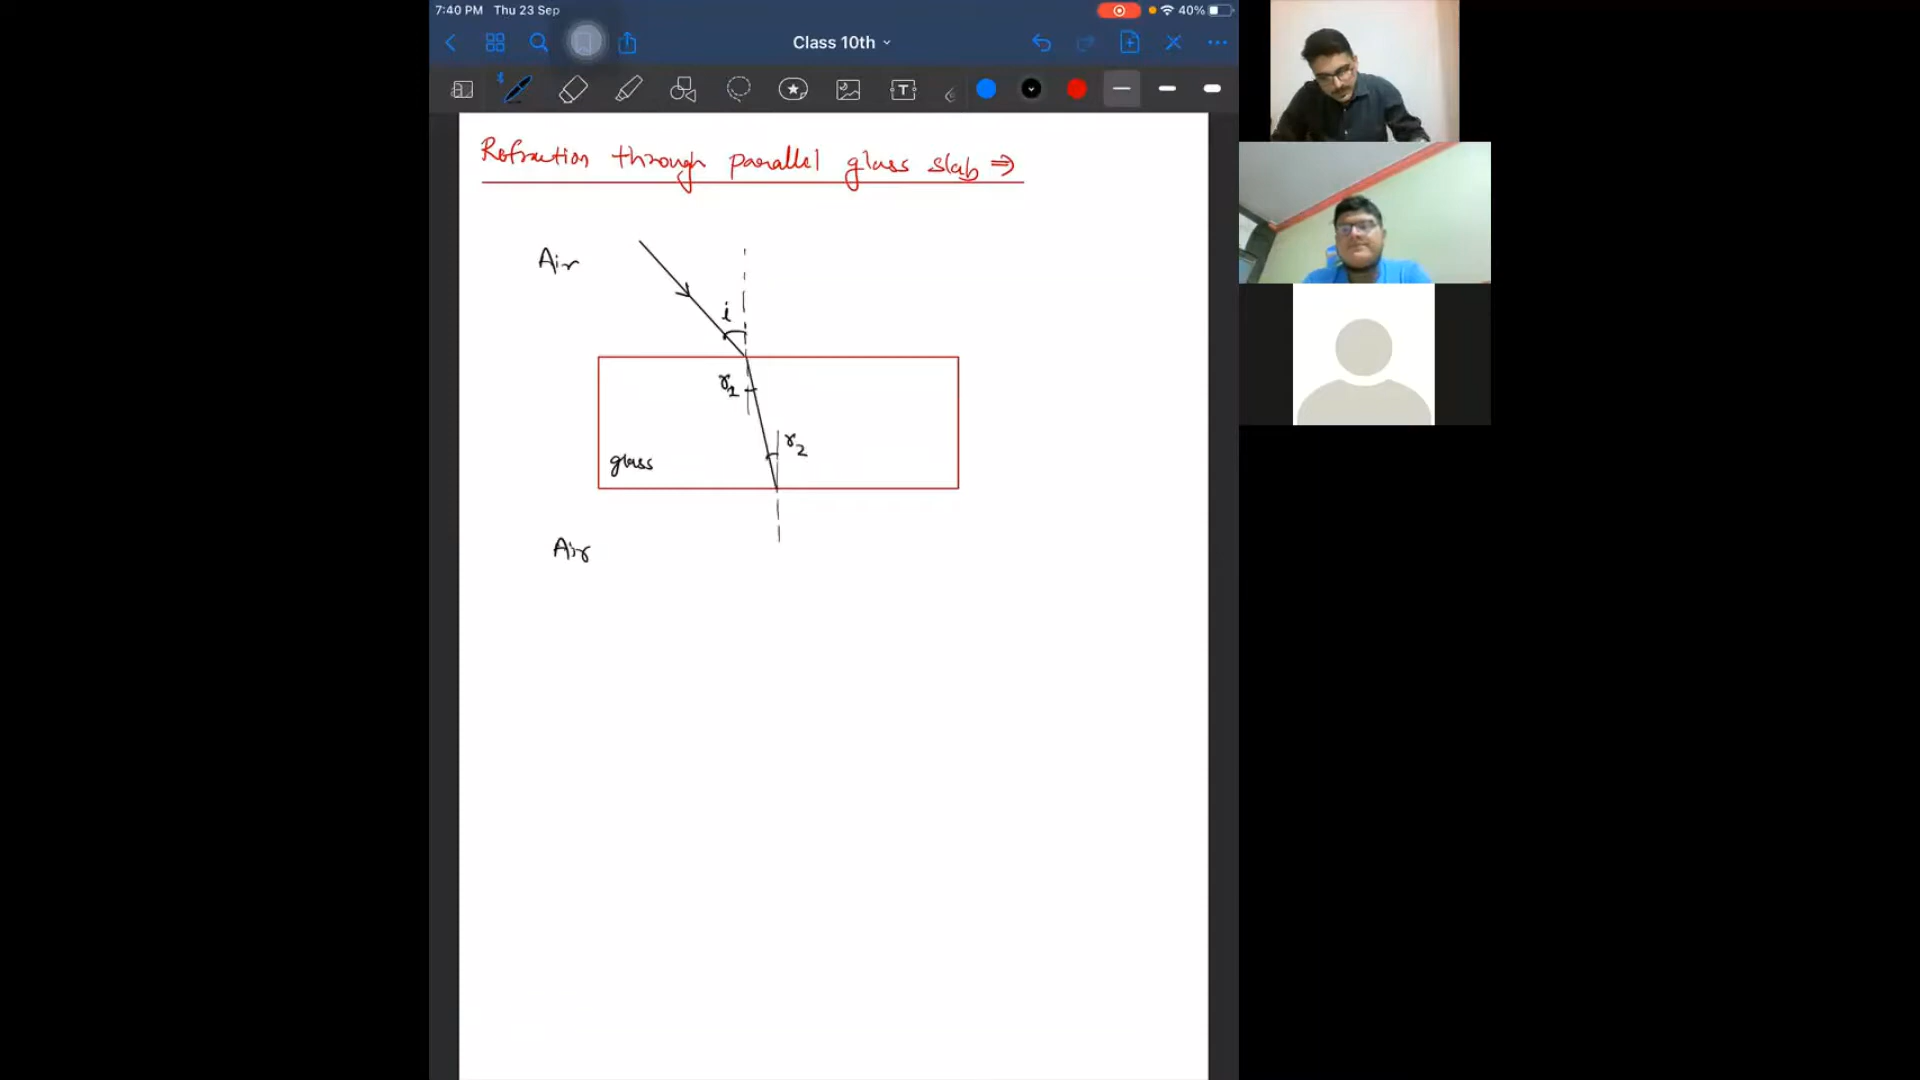 7:40 PM Thu 23 Sep
40%
Class 10th
T
Refraction through parallel glass slab ⇒
Air
i
r1
r2
glass
Air